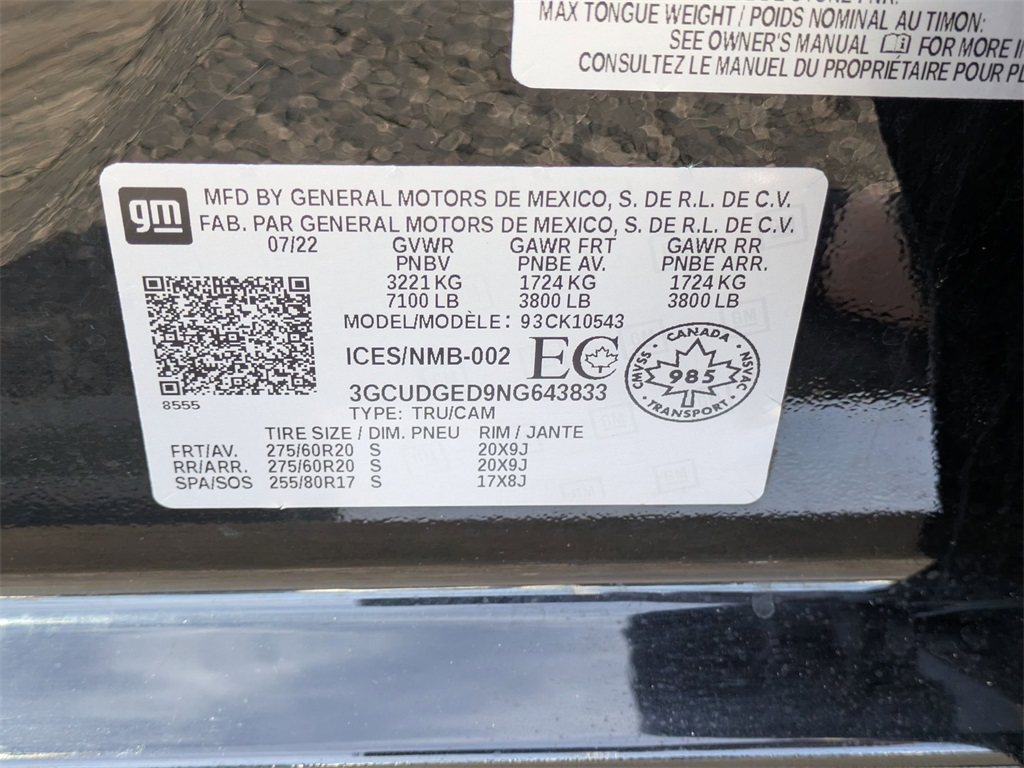 MAX TONGUE WEIGHT / POIDS NOMINAL AU TIMON:
SEE OWNER'S MANUAL FOR MORE
CONSULTEZ LE MANUEL DU PROPRIÉTAIRE POUR
gm
MFD BY GENERAL MOTORS DE MEXICO, S. DE R.L. DE C.V.
FAB. PAR GENERAL MOTORS DE MEXICO, S. DE R.L. DE C.V.
07/22 GVWR GAWR FRT GAWR RR
PNBV PNBE AV. PNBE ARR.
3221 KG 1724 KG 1724 KG
7100 LB 3800 LB 3800 LB
MODEL/MODÈLE: 93CK10543
ICES/NMB-002 EC
CANADA
CMVSS NSVAC
985
TRANSPORT
3GCUDGED9NG643833
8555
TYPE: TRU/CAM
TIRE SIZE / DIM. PNEU RIM / JANTE
FRT/AV. 275/60R20 S 20X9J
RR/ARR. 275/60R20 S 20X9J
SPA/SOS 255/80R17 S 17X8J